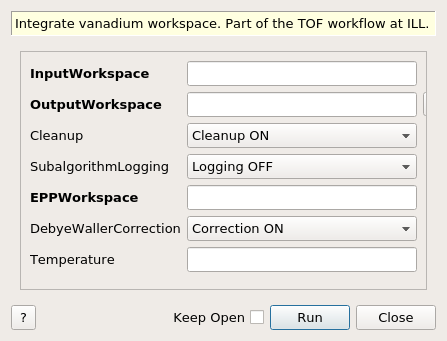 Integrate vanadium workspace. Part of the TOF workflow at ILL.
InputWorkspace
OutputWorkspace
Cleanup Cleanup ON
SubalgorithmLogging Logging OFF
EPPWorkspace
DebyeWallerCorrection Correction ON
Temperature
? Keep Open Run Close